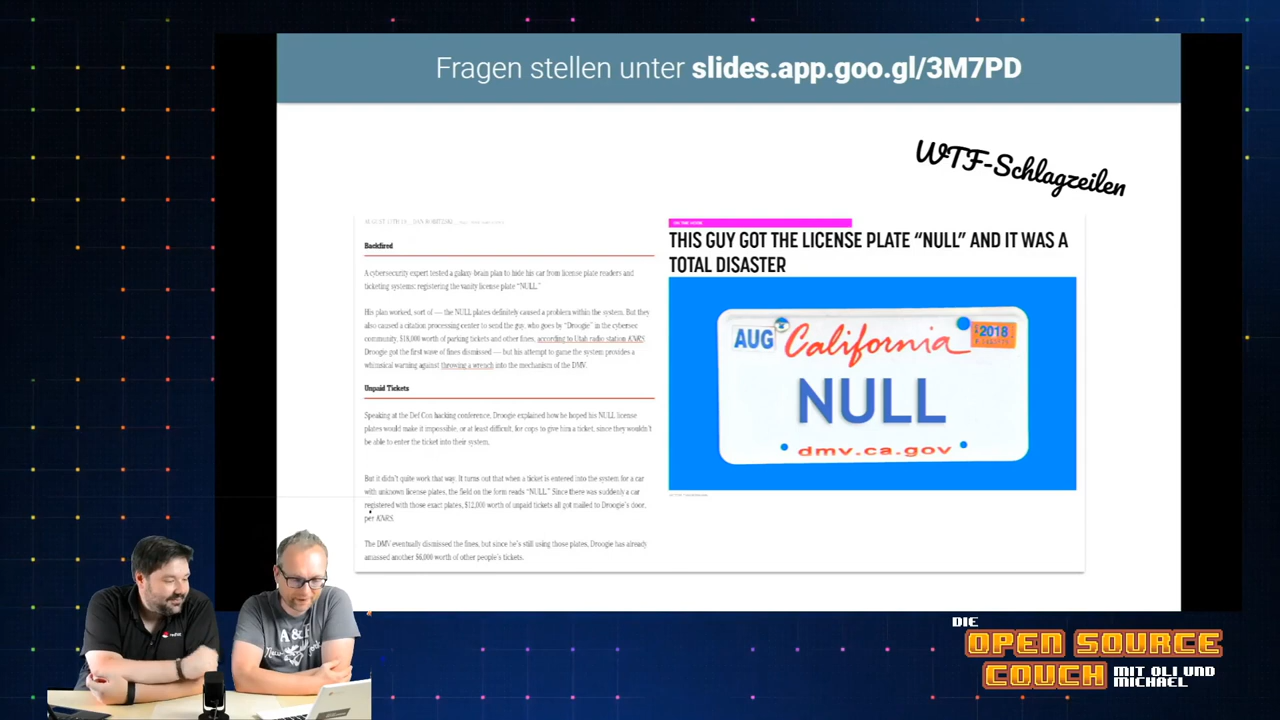 Fragen stellen unter slides.app.goo.gl/3M7PD
WTF-Schlagzeilen
Backfired
A cybersecurity expert tested a galaxy-brain plan to hide his car from license plate readers and
ticketing systems: registering the vanity license plate “NULL.”
His plan worked, sort of — the NULL plates definitely caused a problem within the system. But they
also caused a citation processing center to send the guy, who goes by “Droogie” in the cybersec
community, $18,000 worth of parking tickets and other fines, according to Utah radio station KNRS.
Droogie got the first wave of fines dismissed — but his attempt to game the system provides a
whimsical warning against throwing a wrench into the mechanism of the DMV.
Unpaid Tickets
Speaking at the Def Con hacking conference, Droogie explained how he hoped his NULL license
plates would make it impossible, or at least difficult, for cops to give him a ticket, since they wouldn’t
be able to enter the ticket into their system.
But it didn’t quite work that way. It turns out that when a ticket is entered into the system for a car
with unknown license plates, the field on the form reads “NULL.” Since there was suddenly a car
registered with those exact plates, $12,000 worth of unpaid tickets all got mailed to Droogie’s door,
per KNRS.
The DMV eventually dismissed the fines, but since he’s still using those plates, Droogie has already
amassed another $6,000 worth of other people’s tickets.
THIS GUY GOT THE LICENSE PLATE “NULL” AND IT WAS A
TOTAL DISASTER
AUG
California
2018
NULL
dmv.ca.gov
redhat
A & F
New
DIE
OPEN SOURCE
COUCH
MIT OLI UND
MICHAEL